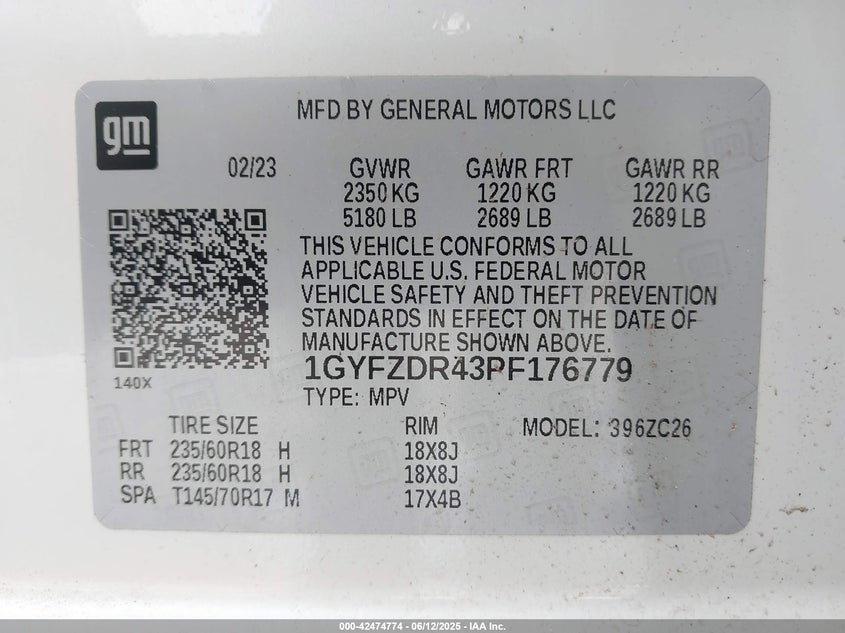 gm
MFD BY GENERAL MOTORS LLC
02/23 GVWR GAWR FRT GAWR RR
2350 KG 1220 KG 1220 KG
5180 LB 2689 LB 2689 LB
THIS VEHICLE CONFORMS TO ALL
APPLICABLE U.S. FEDERAL MOTOR
VEHICLE SAFETY AND THEFT PREVENTION
STANDARDS IN EFFECT ON THE DATE OF
MANUFACTURE SHOWN ABOVE.
1GYFZDR43PF176779
140X
TYPE: MPV
TIRE SIZE RIM MODEL: 396ZC26
FRT 235/60R18 H 18X8J
RR 235/60R18 H 18X8J
SPA T145/70R17 M 17X4B
000-42474774 - 06/12/2025 - IAA Inc.